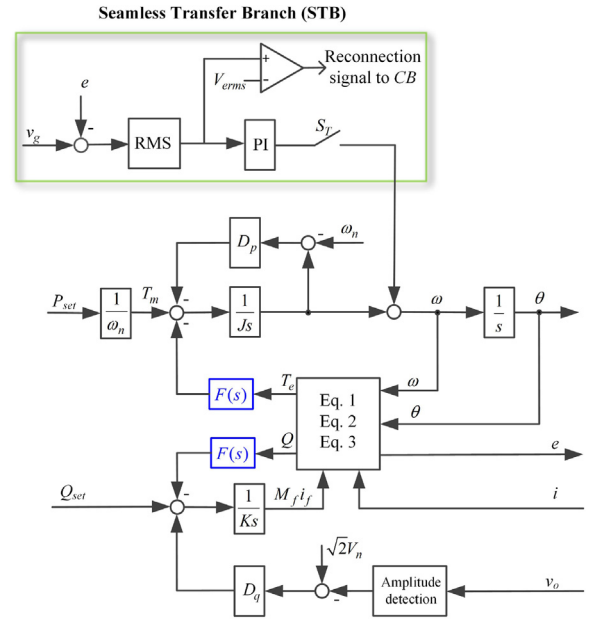 Seamless Transfer Branch (STB)
Reconnection
signal to CB
+
-
V_erms
e
-
v_g
RMS
PI
S_T
D_p
-
ω_n
P_set
1
ω_n
T_m
-
-
1
Js
ω
1
s
θ
F(s)
T_e
Eq. 1
Eq. 2
Eq. 3
ω
θ
F(s)
Q
e
Q_set
-
1
Ks
M_f i_f
i
√2V_n
D_q
-
Amplitude
detection
v_o